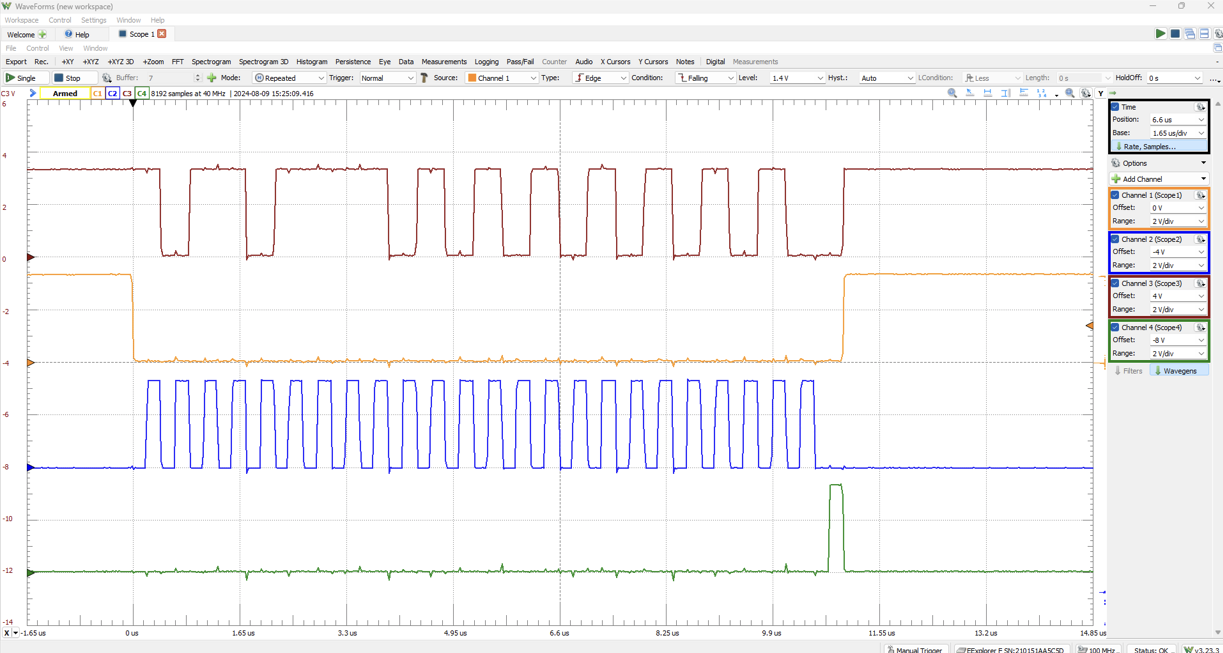 WaveForms (new workspace)
Workspace Control Settings Window Help
Welcome Help Scope 1
File Control View Window
Export Rec. +XY +XYZ +XYZ 3D +Zoom FFT Spectrogram Spectrogram 3D Histogram Persistence Eye Data Measurements Logging Pass/Fail Counter Audio X Cursors Y Cursors Notes Digital Measurements
Single Stop Buffer: 7 Mode: Repeated Trigger: Normal Source: Channel 1 Type: Edge Condition: Falling Level: 1.4 V Hyst.: Auto LCondition: Less Length: 0 s HoldOff: 0 s
C3 V Armed C1 C2 C3 C4 8192 samples at 40 MHz | 2024-08-09 15:25:09.416 Y
6
4
2
0
-2
-4
-6
-8
-10
-12
-14
X -1.65 us 0 us 1.65 us 3.3 us 4.95 us 6.6 us 8.25 us 9.9 us 11.55 us 13.2 us 14.85 us
Time
Position: 6.6 us
Base: 1.65 us/div
Rate, Samples...
Options
Add Channel
Channel 1 (Scope1)
Offset: 0 V
Range: 2 V/div
Channel 2 (Scope2)
Offset: -4 V
Range: 2 V/div
Channel 3 (Scope3)
Offset: 4 V
Range: 2 V/div
Channel 4 (Scope4)
Offset: -8 V
Range: 2 V/div
Filters Wavegens
Manual Trigger EExplorer E SN:210151AA5C5D 100 MHz Status: OK v3.23.3